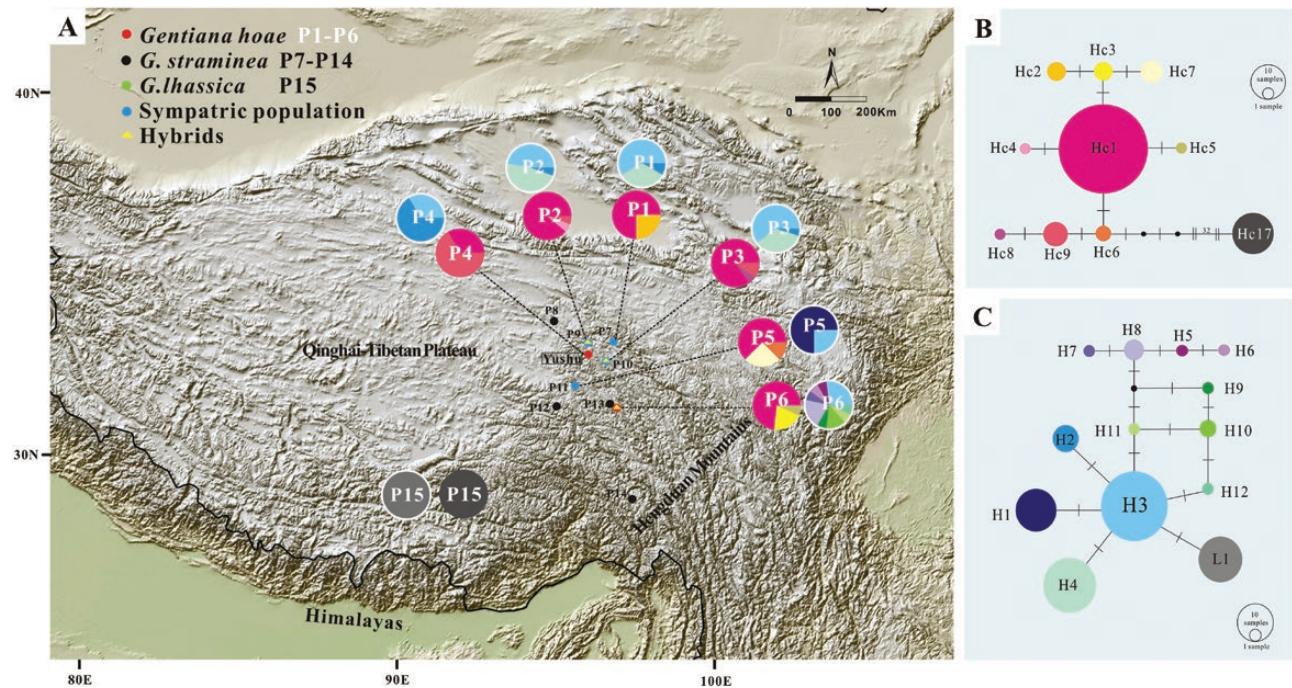 A
Gentiana hoae P1-P6
G. straminea P7-P14
G.lhassica P15
Sympatric population
Hybrids
N
0 100 200Km
40N
30N
80E
90E
100E
P2
P1
P4
P2
P1
P3
P4
P3
P8
P9
P7
P5
P5
Qinghai-Tibetan Plateau
Yushu
P10
P11
P12
P13
P6
P6
P15
P15
P14
Hengduan Mountains
Himalayas
B
Hc2
Hc3
Hc7
10
samples
1 sample
Hc4
Hc1
Hc5
Hc8
Hc9
Hc6
32
Hc17
C
H7
H8
H5
H6
H9
H11
H10
H2
H12
H3
H1
L1
H4
10
samples
1 sample